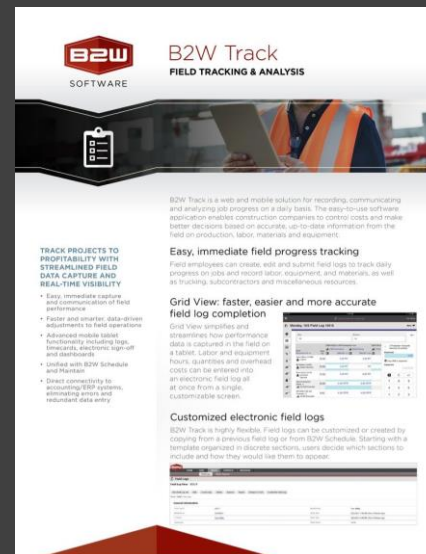 B2W
SOFTWARE
B2W Track
FIELD TRACKING & ANALYSIS
B2W Track is a web and mobile solution for recording, communicating
and analyzing job progress on a daily basis. The easy-to-use software
application enables construction companies to control costs and make
better decisions based on accurate, up-to-date information from the
field on production, labor, materials and equipment.
TRACK PROJECTS TO
PROFITABILITY WITH
STREAMLINED FIELD
DATA CAPTURE AND
REAL-TIME VISIBILITY
• Easy, immediate capture
and communication of field
performance
• Faster and smarter, data-driven
adjustments to field operations
• Advanced mobile tablet
functionality including logs,
timecards, electronic sign-off
and dashboards
• Unified with B2W Schedule
and Maintain
• Direct connectivity to
accounting/ERP systems,
eliminating errors and
redundant data entry
Easy, immediate field progress tracking
Field employees can create, edit and submit field logs to track daily
progress on jobs and record labor, equipment, and materials, as well
as trucking, subcontractors and miscellaneous resources.
Grid View: faster, easier and more accurate
field log completion
Grid View simplifies and
streamlines how performance
data is captured in the field on
a tablet. Labor and equipment
hours, quantities and overhead
costs can be entered into
an electronic field log all
at once from a single,
customizable screen.
Customized electronic field logs
B2W Track is highly flexible. Field logs can be customized or created by
copying from a previous field log or from B2W Schedule. Starting with a
template organized in discrete sections, users decide which sections to
include and how they would like them to appear.